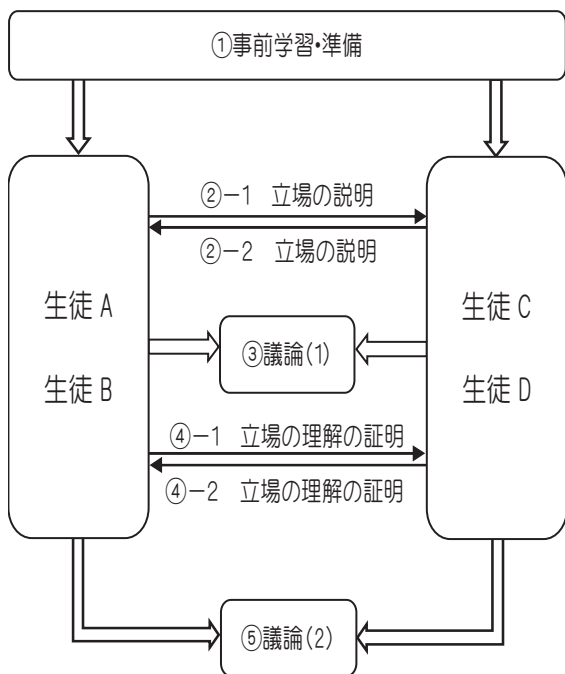 ①事前学習・準備
②−1 立場の説明
②−2 立場の説明
生徒 A
生徒 B
生徒 C
生徒 D
③議論(1)
④−1 立場の理解の証明
④−2 立場の理解の証明
⑤議論(2)